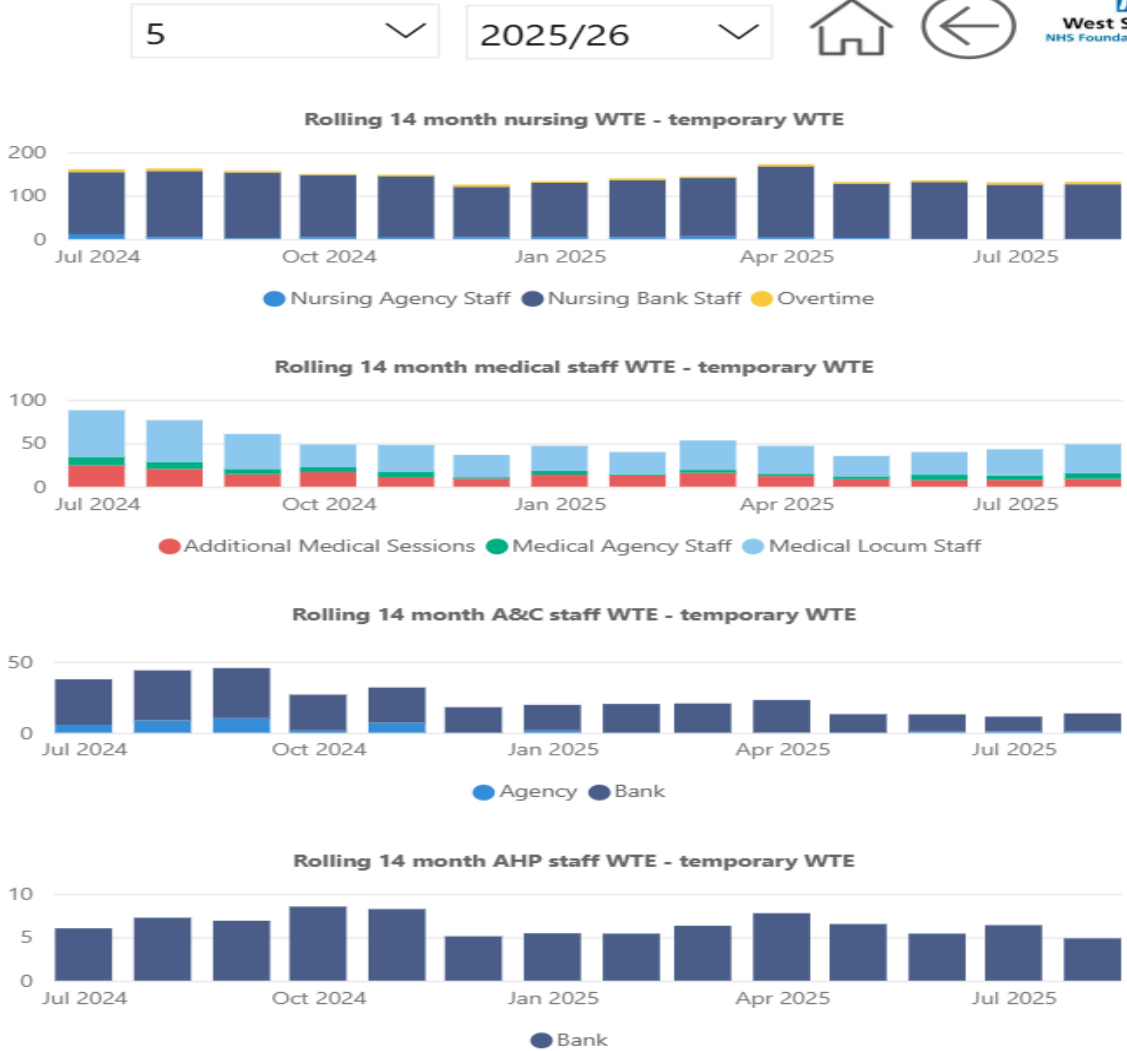 5 2025/26
West S
NHS Founda
Rolling 14 month nursing WTE - temporary WTE
200
100
0
Jul 2024 Oct 2024 Jan 2025 Apr 2025 Jul 2025
Nursing Agency Staff Nursing Bank Staff Overtime
Rolling 14 month medical staff WTE - temporary WTE
100
50
0
Jul 2024 Oct 2024 Jan 2025 Apr 2025 Jul 2025
Additional Medical Sessions Medical Agency Staff Medical Locum Staff
Rolling 14 month A&C staff WTE - temporary WTE
50
0
Jul 2024 Oct 2024 Jan 2025 Apr 2025 Jul 2025
Agency Bank
Rolling 14 month AHP staff WTE - temporary WTE
10
5
0
Jul 2024 Oct 2024 Jan 2025 Apr 2025 Jul 2025
Bank